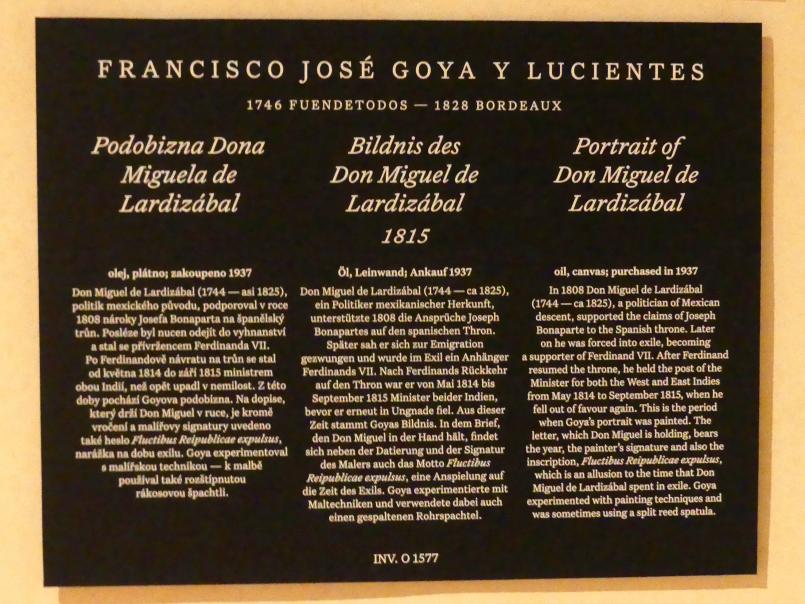 FRANCISCO JOSÉ GOYA Y LUCIENTES
1746 FUENDETODOS — 1828 BORDEAUX
Podobizna Dona
Miguela de
Lardizábal
Bildnis des
Don Miguel de
Lardizábal
Portrait of
Don Miguel de
Lardizábal
1815
olej, plátno; zakoupeno 1937
Don Miguel de Lardizábal (1744 — asi 1825),
politik mexického původu, podporoval v roce
1808 nároky Josefa Bonaparta na španělský
trůn. Posléze byl nucen odejít do vyhnanství
a stal se přívržencem Ferdinanda VII.
Po Ferdinandově návratu na trůn se stal
od května 1814 do září 1815 ministrem
obou Indií, než opět upadl v nemilost. Z této
doby pochází Goyova podobizna. Na dopise,
který drží Don Miguel v ruce, je kromě
vročení a malířovy signatury uvedeno
také heslo Fluctibus Reipublicae expulsus,
narážka na dobu exilu. Goya experimentoval
s malířskou technikou — k malbě
používal také rozštípnutou
rákosovou špachtli.
Öl, Leinwand; Ankauf 1937
Don Miguel de Lardizábal (1744 — ca 1825),
ein Politiker mexikanischer Herkunft,
unterstützte 1808 die Ansprüche Joseph
Bonapartes auf den spanischen Thron.
Später sah er sich zur Emigration
gezwungen und wurde im Exil ein Anhänger
Ferdinands VII. Nach Ferdinands Rückkehr
auf den Thron war er von Mai 1814 bis
September 1815 Minister beider Indien,
bevor er erneut in Ungnade fiel. Aus dieser
Zeit stammt Goyas Bildnis. In dem Brief,
den Don Miguel in der Hand hält, findet
sich neben der Datierung und der Signatur
des Malers auch das Motto Fluctibus
Reipublicae expulsus, eine Anspielung auf
die Zeit des Exils. Goya experimentierte mit
Maltechniken und verwendete dabei auch
einen gespaltenen Rohrspachtel.
oil, canvas; purchased in 1937
In 1808 Don Miguel de Lardizábal
(1744 — ca 1825), a politician of Mexican
descent, supported the claims of Joseph
Bonaparte to the Spanish throne. Later
on he was forced into exile, becoming
a supporter of Ferdinand VII. After Ferdinand
resumed the throne, he held the post of the
Minister for both the West and East Indies
from May 1814 to September 1815, when he
fell out of favour again. This is the period
when Goya's portrait was painted. The
letter, which Don Miguel is holding, bears
the year, the painter's signature and also the
inscription, Fluctibus Reipublicae expulsus,
which is an allusion to the time that Don
Miguel de Lardizábal spent in exile. Goya
experimented with painting techniques and
was sometimes using a split reed spatula.
INV. O 1577